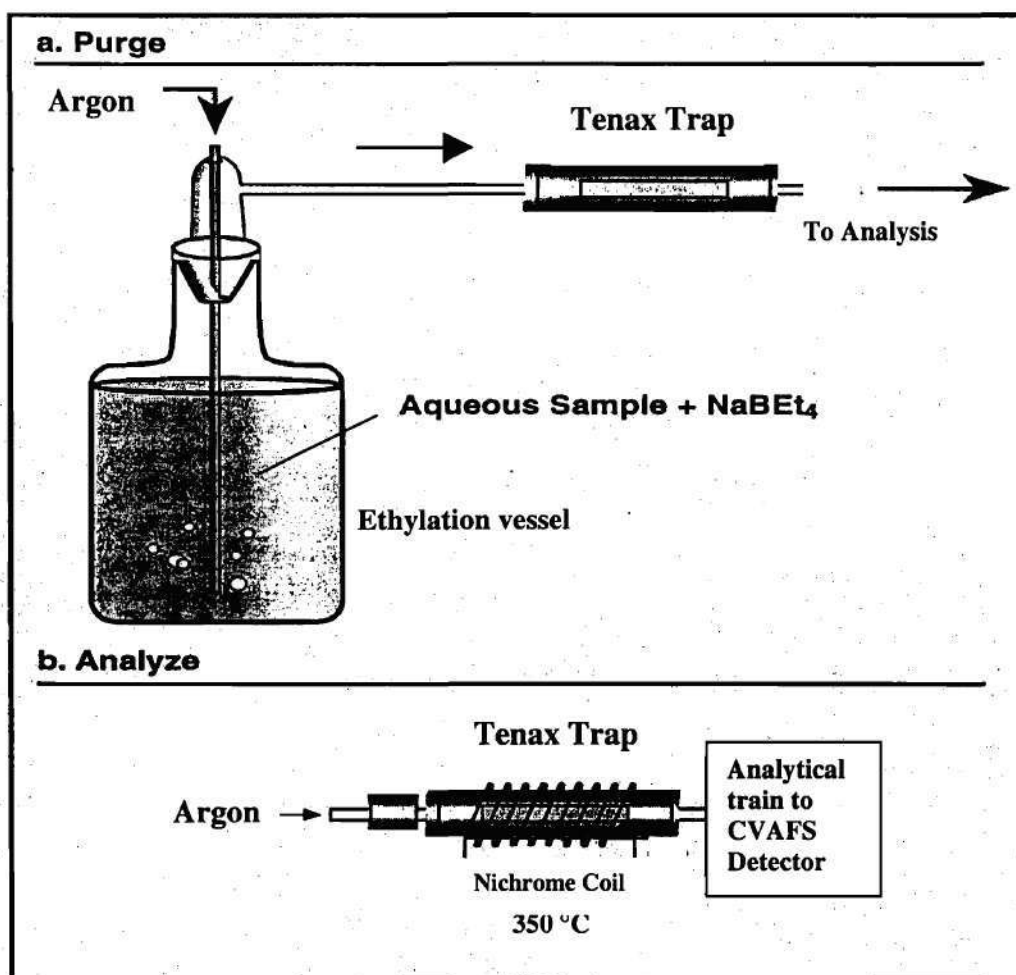 a. Purge
Argon
Tenax Trap
To Analysis
Aqueous Sample + NaBEt₄
Ethylation vessel
b. Analyze
Tenax Trap
Argon
Analytical
train to
CVAFS
Detector
Nichrome Coil
350 °C